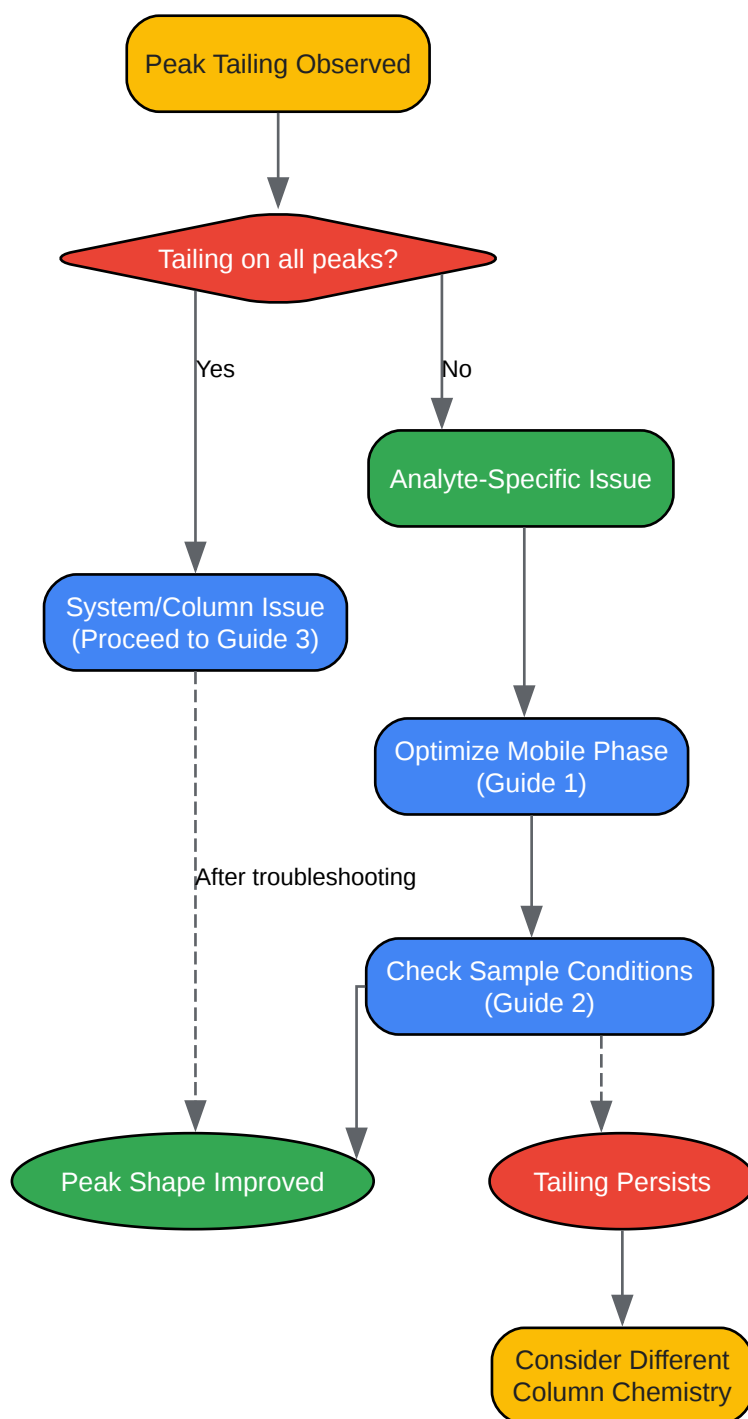 Peak Tailing Observed
Tailing on all peaks?
Yes
No
Analyte-Specific Issue
System/Column Issue
(Proceed to Guide 3)
Optimize Mobile Phase
(Guide 1)
After troubleshooting
Check Sample Conditions
(Guide 2)
Peak Shape Improved
Tailing Persists
Consider Different
Column Chemistry